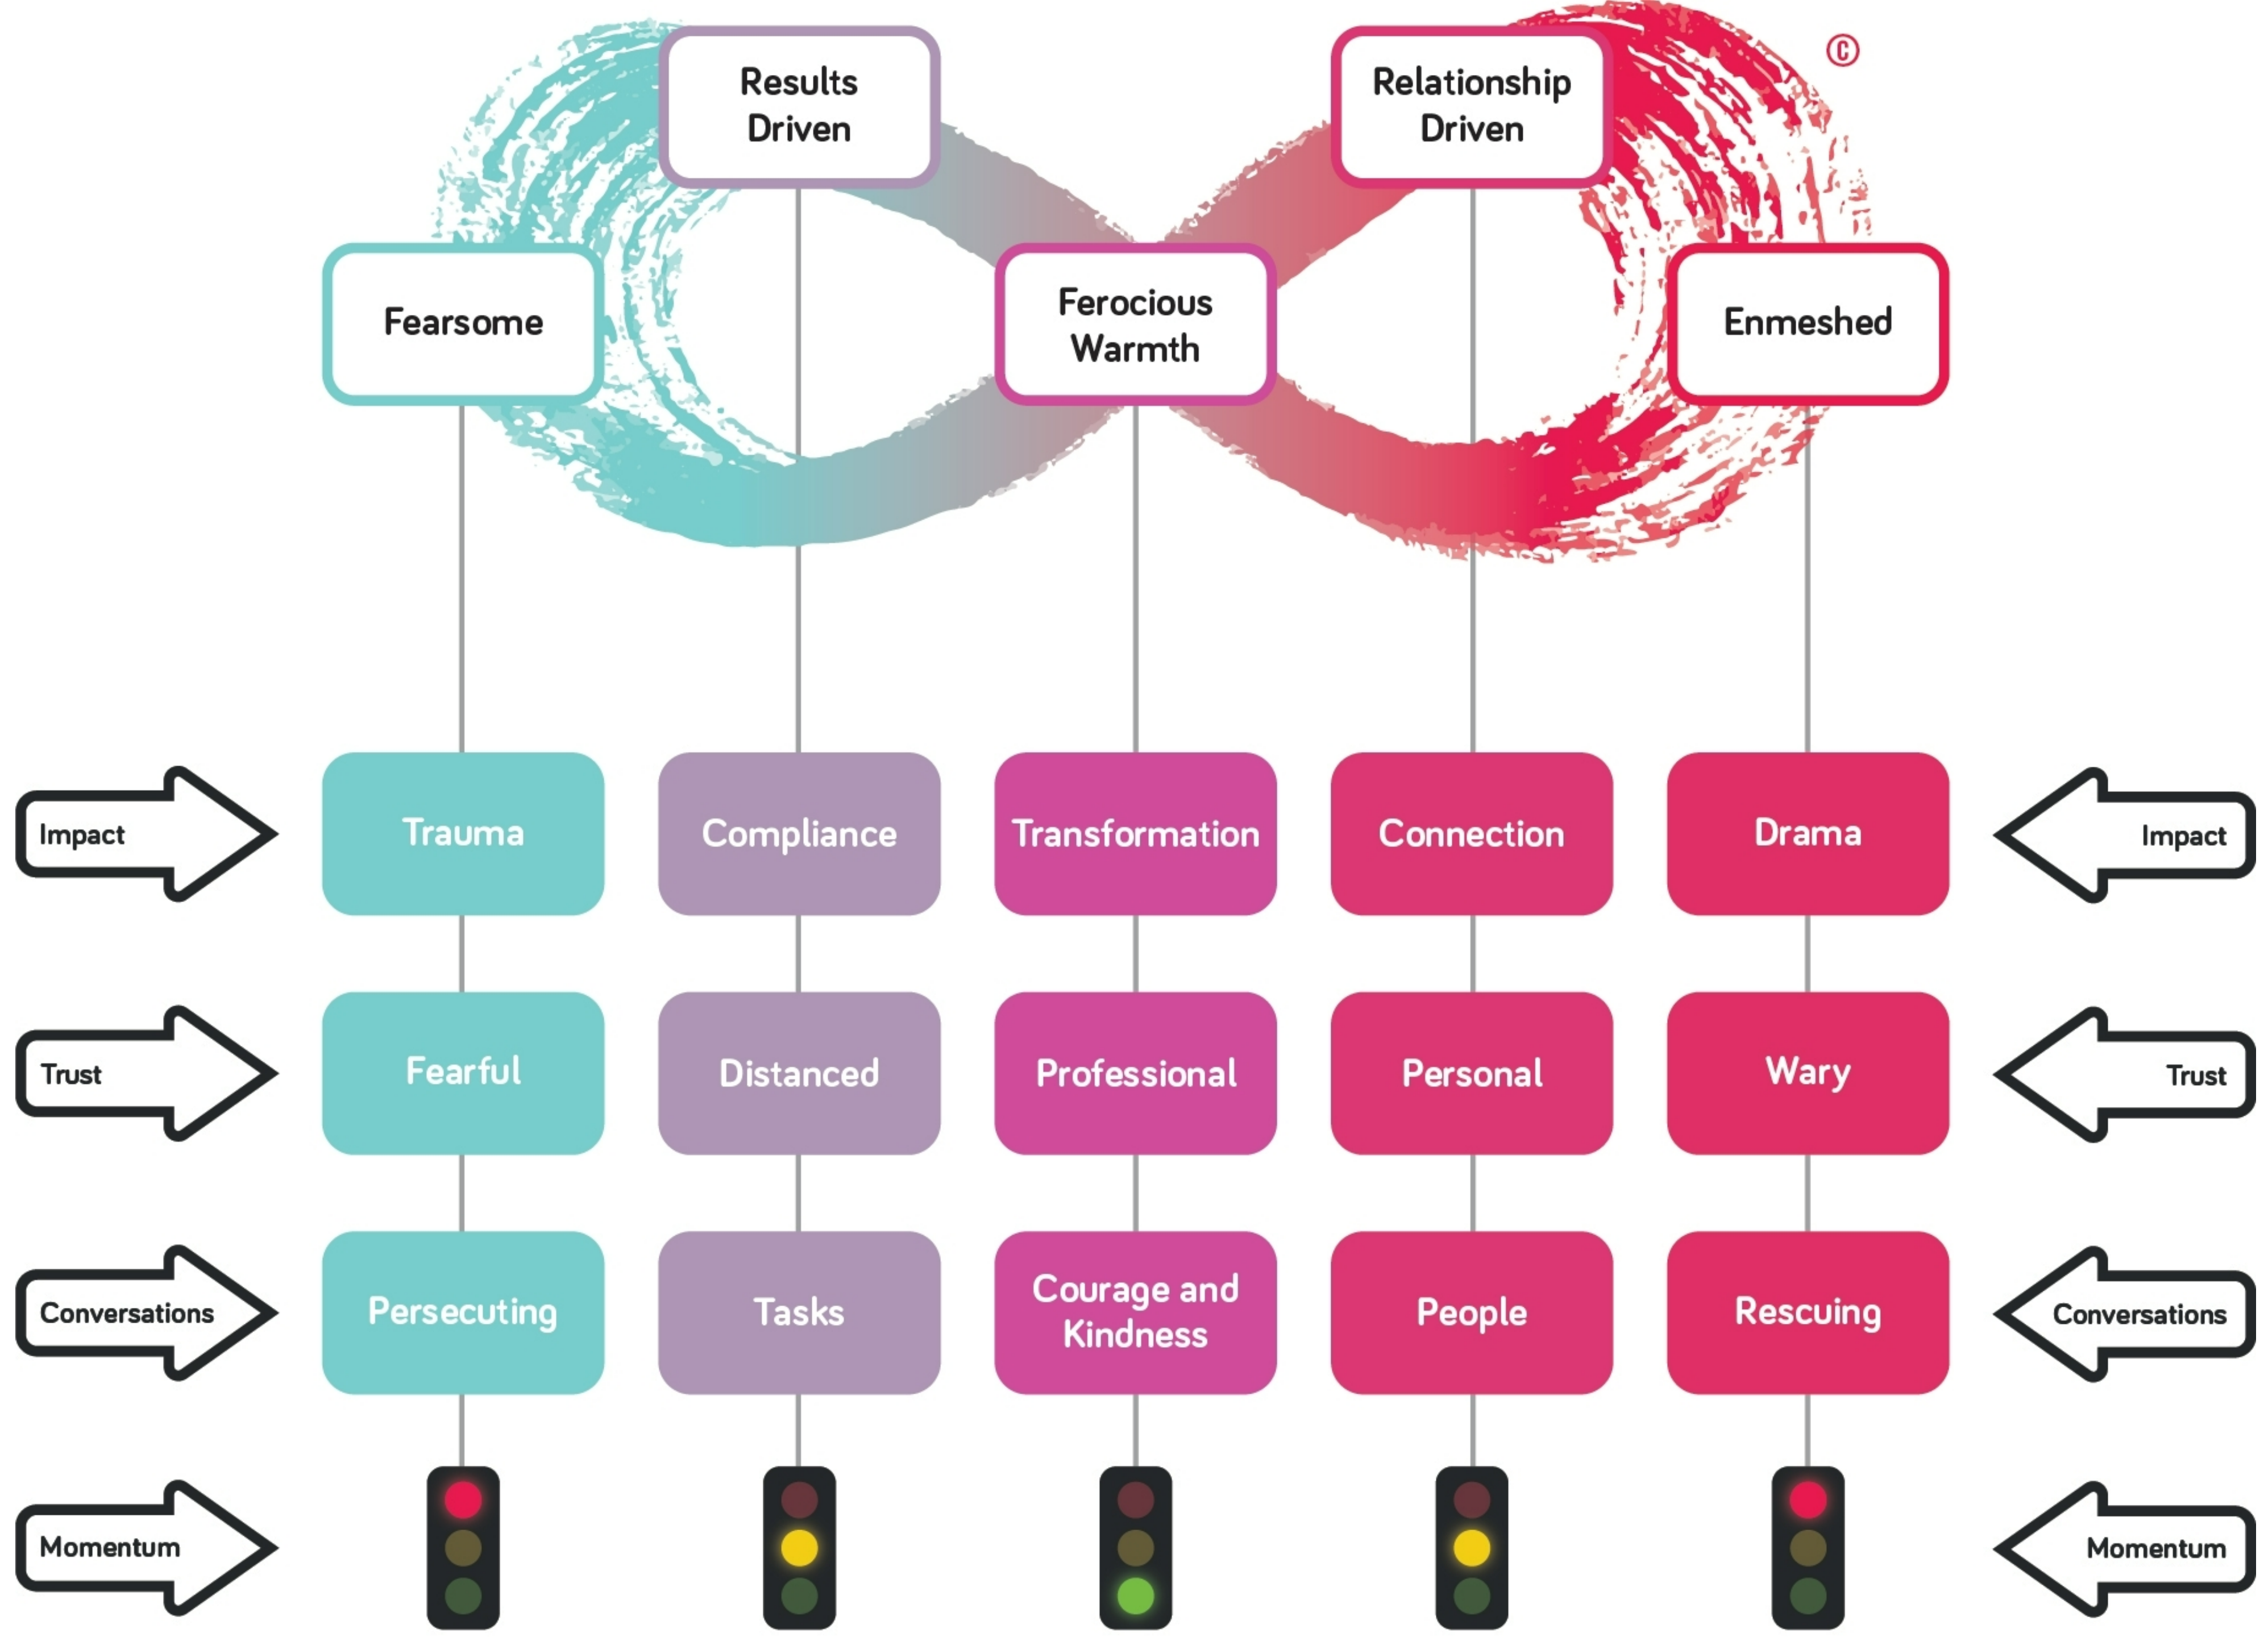 Results
Driven
Relationship
Driven
©
Fearsome
Ferocious
Warmth
Enmeshed
Impact
Trauma
Compliance
Transformation
Connection
Drama
Impact
Trust
Fearful
Distanced
Professional
Personal
Wary
Trust
Conversations
Persecuting
Tasks
Courage and
Kindness
People
Rescuing
Conversations
Momentum
Momentum